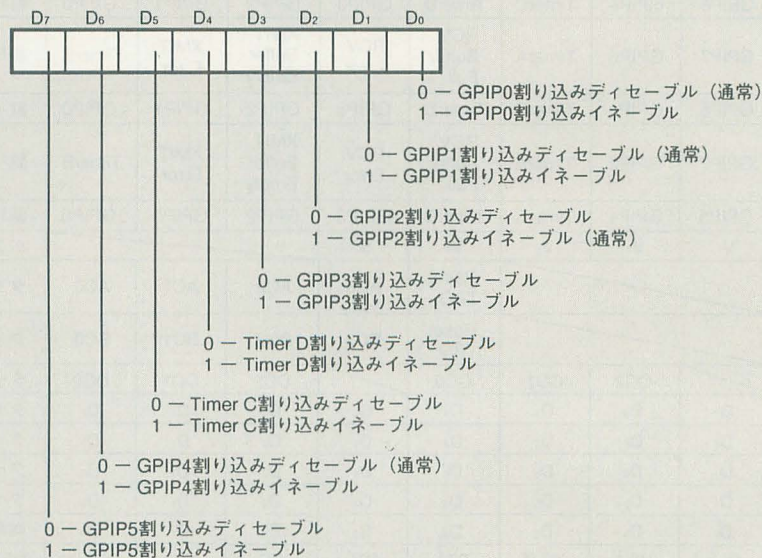 D7 D6 D5 D4 D3 D2 D1 D0
0 — GPIP0割り込みディセーブル（通常）
1 — GPIP0割り込みイネーブル
0 — GPIP1割り込みディセーブル（通常）
1 — GPIP1割り込みイネーブル
0 — GPIP2割り込みディセーブル
1 — GPIP2割り込みイネーブル（通常）
0 — GPIP3割り込みディセーブル
1 — GPIP3割り込みイネーブル
0 — Timer D割り込みディセーブル
1 — Timer D割り込みイネーブル
0 — Timer C割り込みディセーブル
1 — Timer C割り込みイネーブル
0 — GPIP4割り込みディセーブル（通常）
1 — GPIP4割り込みイネーブル
0 — GPIP5割り込みディセーブル
1 — GPIP5割り込みイネーブル